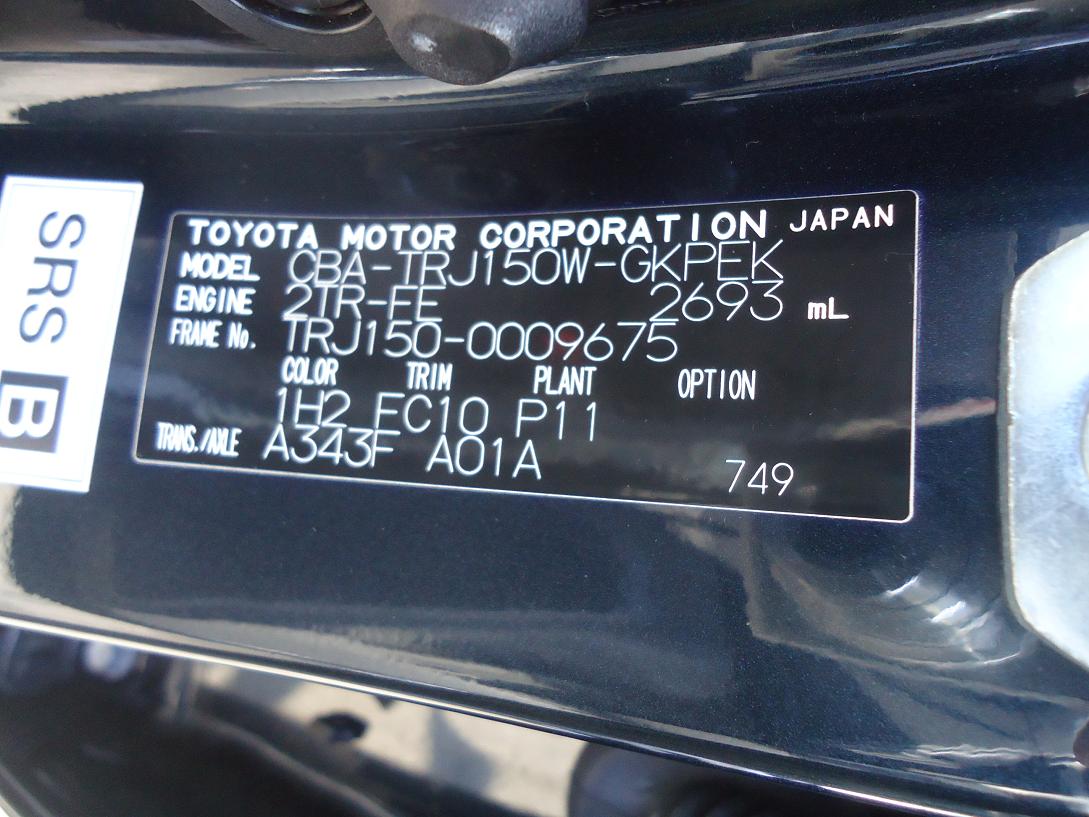 SRS B
TOYOTA MOTOR CORPORATION JAPAN
MODEL CBA-TRJ150W-GKPEK
ENGINE 2TR-FE 2693 mL
FRAME No. TRJ150-0009675
COLOR TRIM PLANT OPTION
1H2 FC10 P11
TRANS./AXLE A343F A01A
749